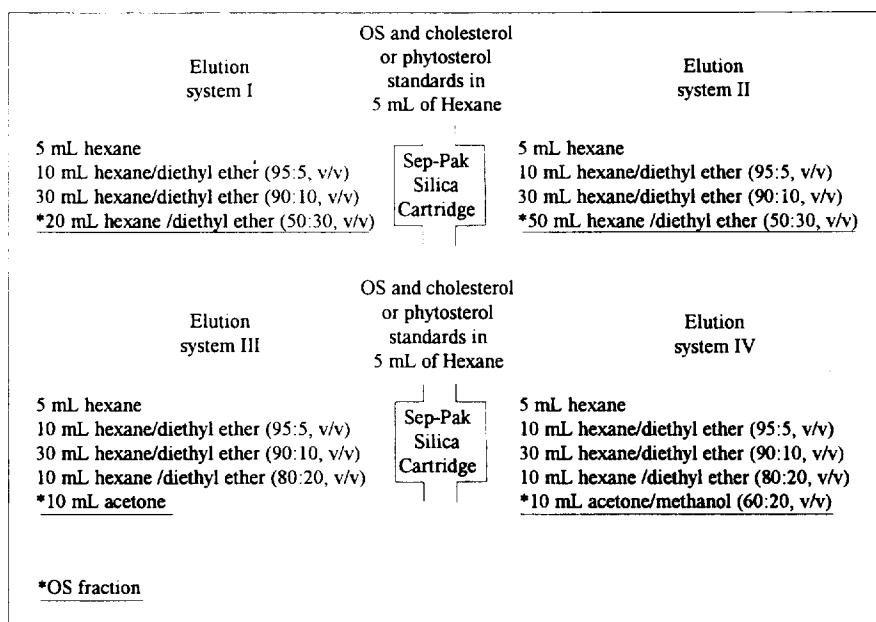 OS and cholesterol
or phytosterol
standards in
5 mL of Hexane
Elution
system I
5 mL hexane
10 mL hexane/diethyl ether (95:5, v/v)
30 mL hexane/diethyl ether (90:10, v/v)
*20 mL hexane /diethyl ether (50:30, v/v)
Sep-Pak
Silica
Cartridge
Elution
system II
5 mL hexane
10 mL hexane/diethyl ether (95:5, v/v)
30 mL hexane/diethyl ether (90:10, v/v)
*50 mL hexane /diethyl ether (50:30, v/v)
OS and cholesterol
or phytosterol
standards in
5 mL of Hexane
Elution
system III
5 mL hexane
10 mL hexane/diethyl ether (95:5, v/v)
30 mL hexane/diethyl ether (90:10, v/v)
10 mL hexane /diethyl ether (80:20, v/v)
*10 mL acetone
Sep-Pak
Silica
Cartridge
Elution
system IV
5 mL hexane
10 mL hexane/diethyl ether (95:5, v/v)
30 mL hexane/diethyl ether (90:10, v/v)
10 mL hexane /diethyl ether (80:20, v/v)
*10 mL acetone/methanol (60:20, v/v)
*OS fraction